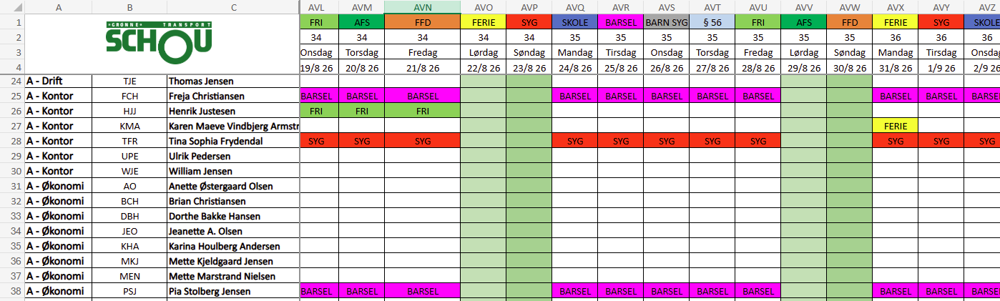 A B C AVL AVM AVN AVO AVP AVQ AVR AVS AVT AVU AVV AVW AVX AVY AVZ
GRØNNE TRANSPORT
SCHOU
1 FRI AFS FFD FERIE SYG SKOLE BARSEL BARN SYG § 56 FRI AFS FFD FERIE SYG SKOLE
2 34 34 34 34 34 35 35 35 35 35 35 35 36 36 36
3 Onsdag Torsdag Fredag Lørdag Søndag Mandag Tirsdag Onsdag Torsdag Fredag Lørdag Søndag Mandag Tirsdag Onsda
4 19/8 26 20/8 26 21/8 26 22/8 26 23/8 26 24/8 26 25/8 26 26/8 26 27/8 26 28/8 26 29/8 26 30/8 26 31/8 26 1/9 26 2/9 26
24 A - Drift TJE Thomas Jensen
25 A - Kontor FCH Freja Christiansen BARSEL BARSEL BARSEL BARSEL BARSEL BARSEL BARSEL BARSEL BARSEL BARSEL BARSE
26 A - Kontor HJJ Henrik Justesen FRI FRI FRI
27 A - Kontor KMA Karen Maeve Vindbjerg Armstr FERIE
28 A - Kontor TFR Tina Sophia Frydendal SYG SYG SYG SYG SYG SYG SYG SYG SYG SYG SYG
29 A - Kontor UPE Ulrik Pedersen
30 A - Kontor WJE William Jensen
31 A - Økonomi AO Anette Østergaard Olsen
32 A - Økonomi BCH Brian Christiansen
33 A - Økonomi DBH Dorthe Bakke Hansen
34 A - Økonomi JEO Jeanette A. Olsen
35 A - Økonomi KHA Karina Houlberg Andersen
36 A - Økonomi MKJ Mette Kjeldgaard Jensen
37 A - Økonomi MEN Mette Marstrand Nielsen
38 A - Økonomi PSJ Pia Stolberg Jensen BARSEL BARSEL BARSEL BARSEL BARSEL BARSEL BARSEL BARSEL BARSEL BARSEL BARSE